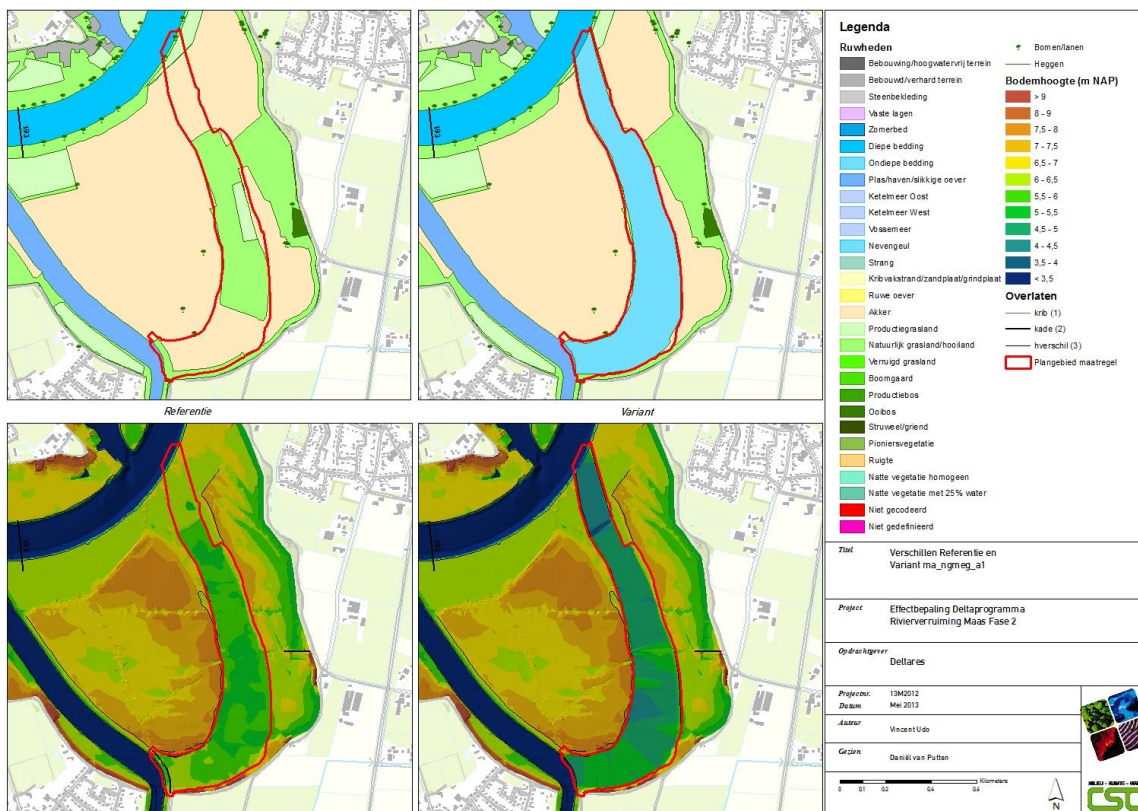 193
Referentie
Variant
193
Legenda
Ruwheden
Bebouwing/hoogwatervrij terrein
Bebouwd/verhard terrein
Steenbekleding
Vaste lagen
Zomerbed
Diepe bedding
Ondiepe bedding
Plas/haven/slikkige oever
Ketelmeer Oost
Ketelmeer West
Vossemeer
Nevengeul
Strang
Kribvakstrand/zandplaat/grindplaat
Ruwe oever
Akker
Productiegrasland
Natuurlijk grasland/hooiland
Verruigd grasland
Boomgaard
Productiebos
Ooibos
Struweel/griend
Pioniersvegetatie
Ruigte
Natte vegetatie homogeen
Natte vegetatie met 25% water
Niet gecodeerd
Niet gedefinieerd
Bomen/lanen
Heggen
Bodemhoogte (m NAP)
> 9
8 - 9
7,5 - 8
7 - 7,5
6,5 - 7
6 - 6,5
5,5 - 6
5 - 5,5
4,5 - 5
4 - 4,5
3,5 - 4
< 3,5
Overlaten
krib (1)
kade (2)
hverschil (3)
Plangebied maatregel
Titel Verschillen Referentie en
Variant ma_ngmeg_a1
Project Effectbepaling Deltaprogramma
Rivierverruiming Maas Fase 2
Opdrachtgever
Deltares
Projectnr. 13M2012
Datum Mei 2013
Auteur
Vincent Udo
Gezien
Daniël van Putten
Kilometers
0 0,1 0,2 0,4 0,6
N
CSO